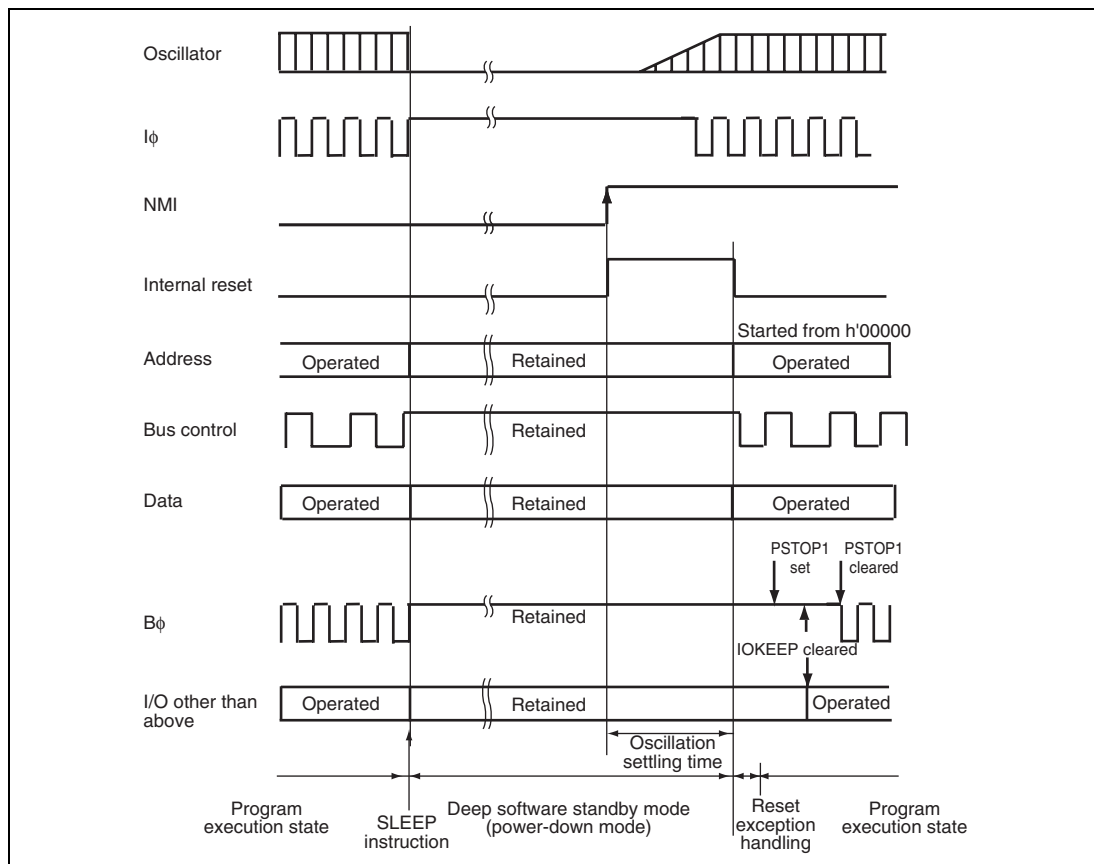 Oscillator
Iϕ
NMI
Internal reset
Started from h'00000
Address
Operated
Retained
Operated
Bus control
Retained
Data
Operated
Retained
Operated
PSTOP1
set
PSTOP1
cleared
Bϕ
Retained
IOKEEP cleared
I/O other than
above
Operated
Retained
Operated
Oscillation
settling time
Program
execution state
SLEEP
instruction
Deep software standby mode
(power-down mode)
Reset
exception
handling
Program
execution state